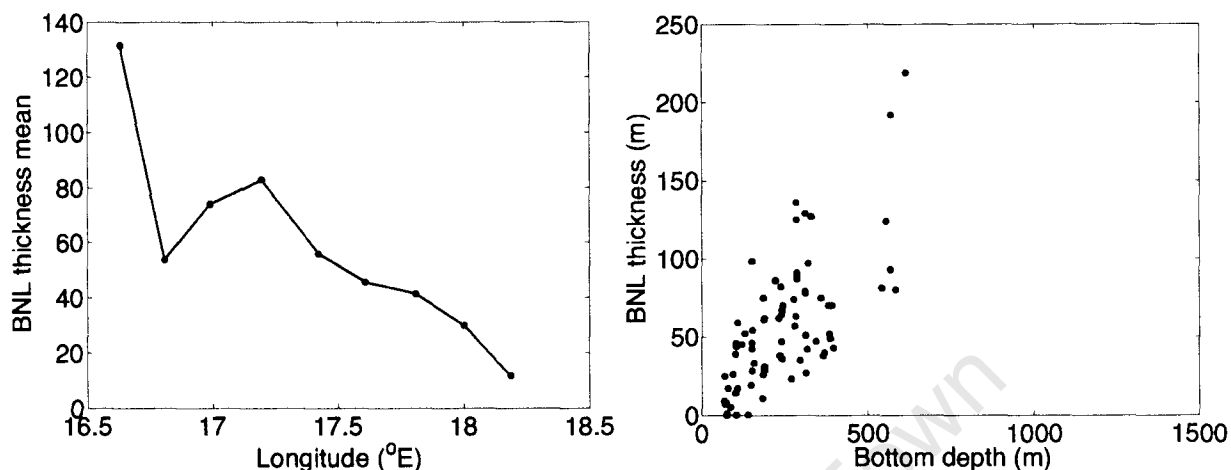 140
120
100
80
60
40
20
0
BNL thickness mean
16.5 17 17.5 18 18.5
Longitude (°E)
250
200
150
100
50
0
BNL thickness (m)
0 500 1000 1500
Bottom depth (m)